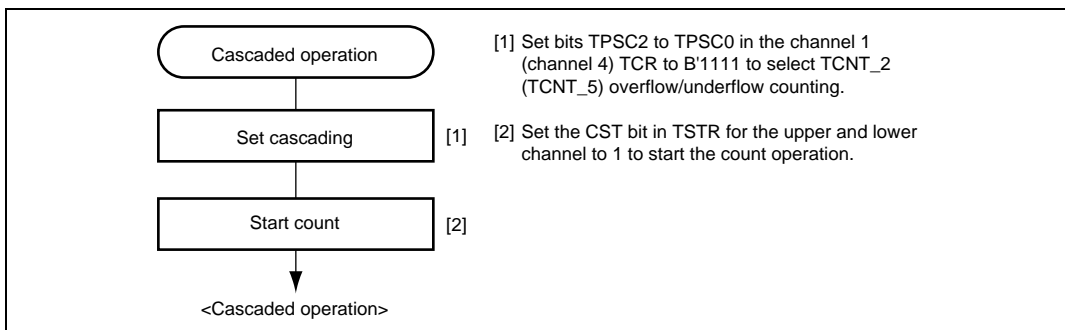 Cascaded operation
Set cascading
[1]
Start count
[2]
<Cascaded operation>
[1] Set bits TPSC2 to TPSC0 in the channel 1
(channel 4) TCR to B'1111 to select TCNT_2
(TCNT_5) overflow/underflow counting.
[2] Set the CST bit in TSTR for the upper and lower
channel to 1 to start the count operation.